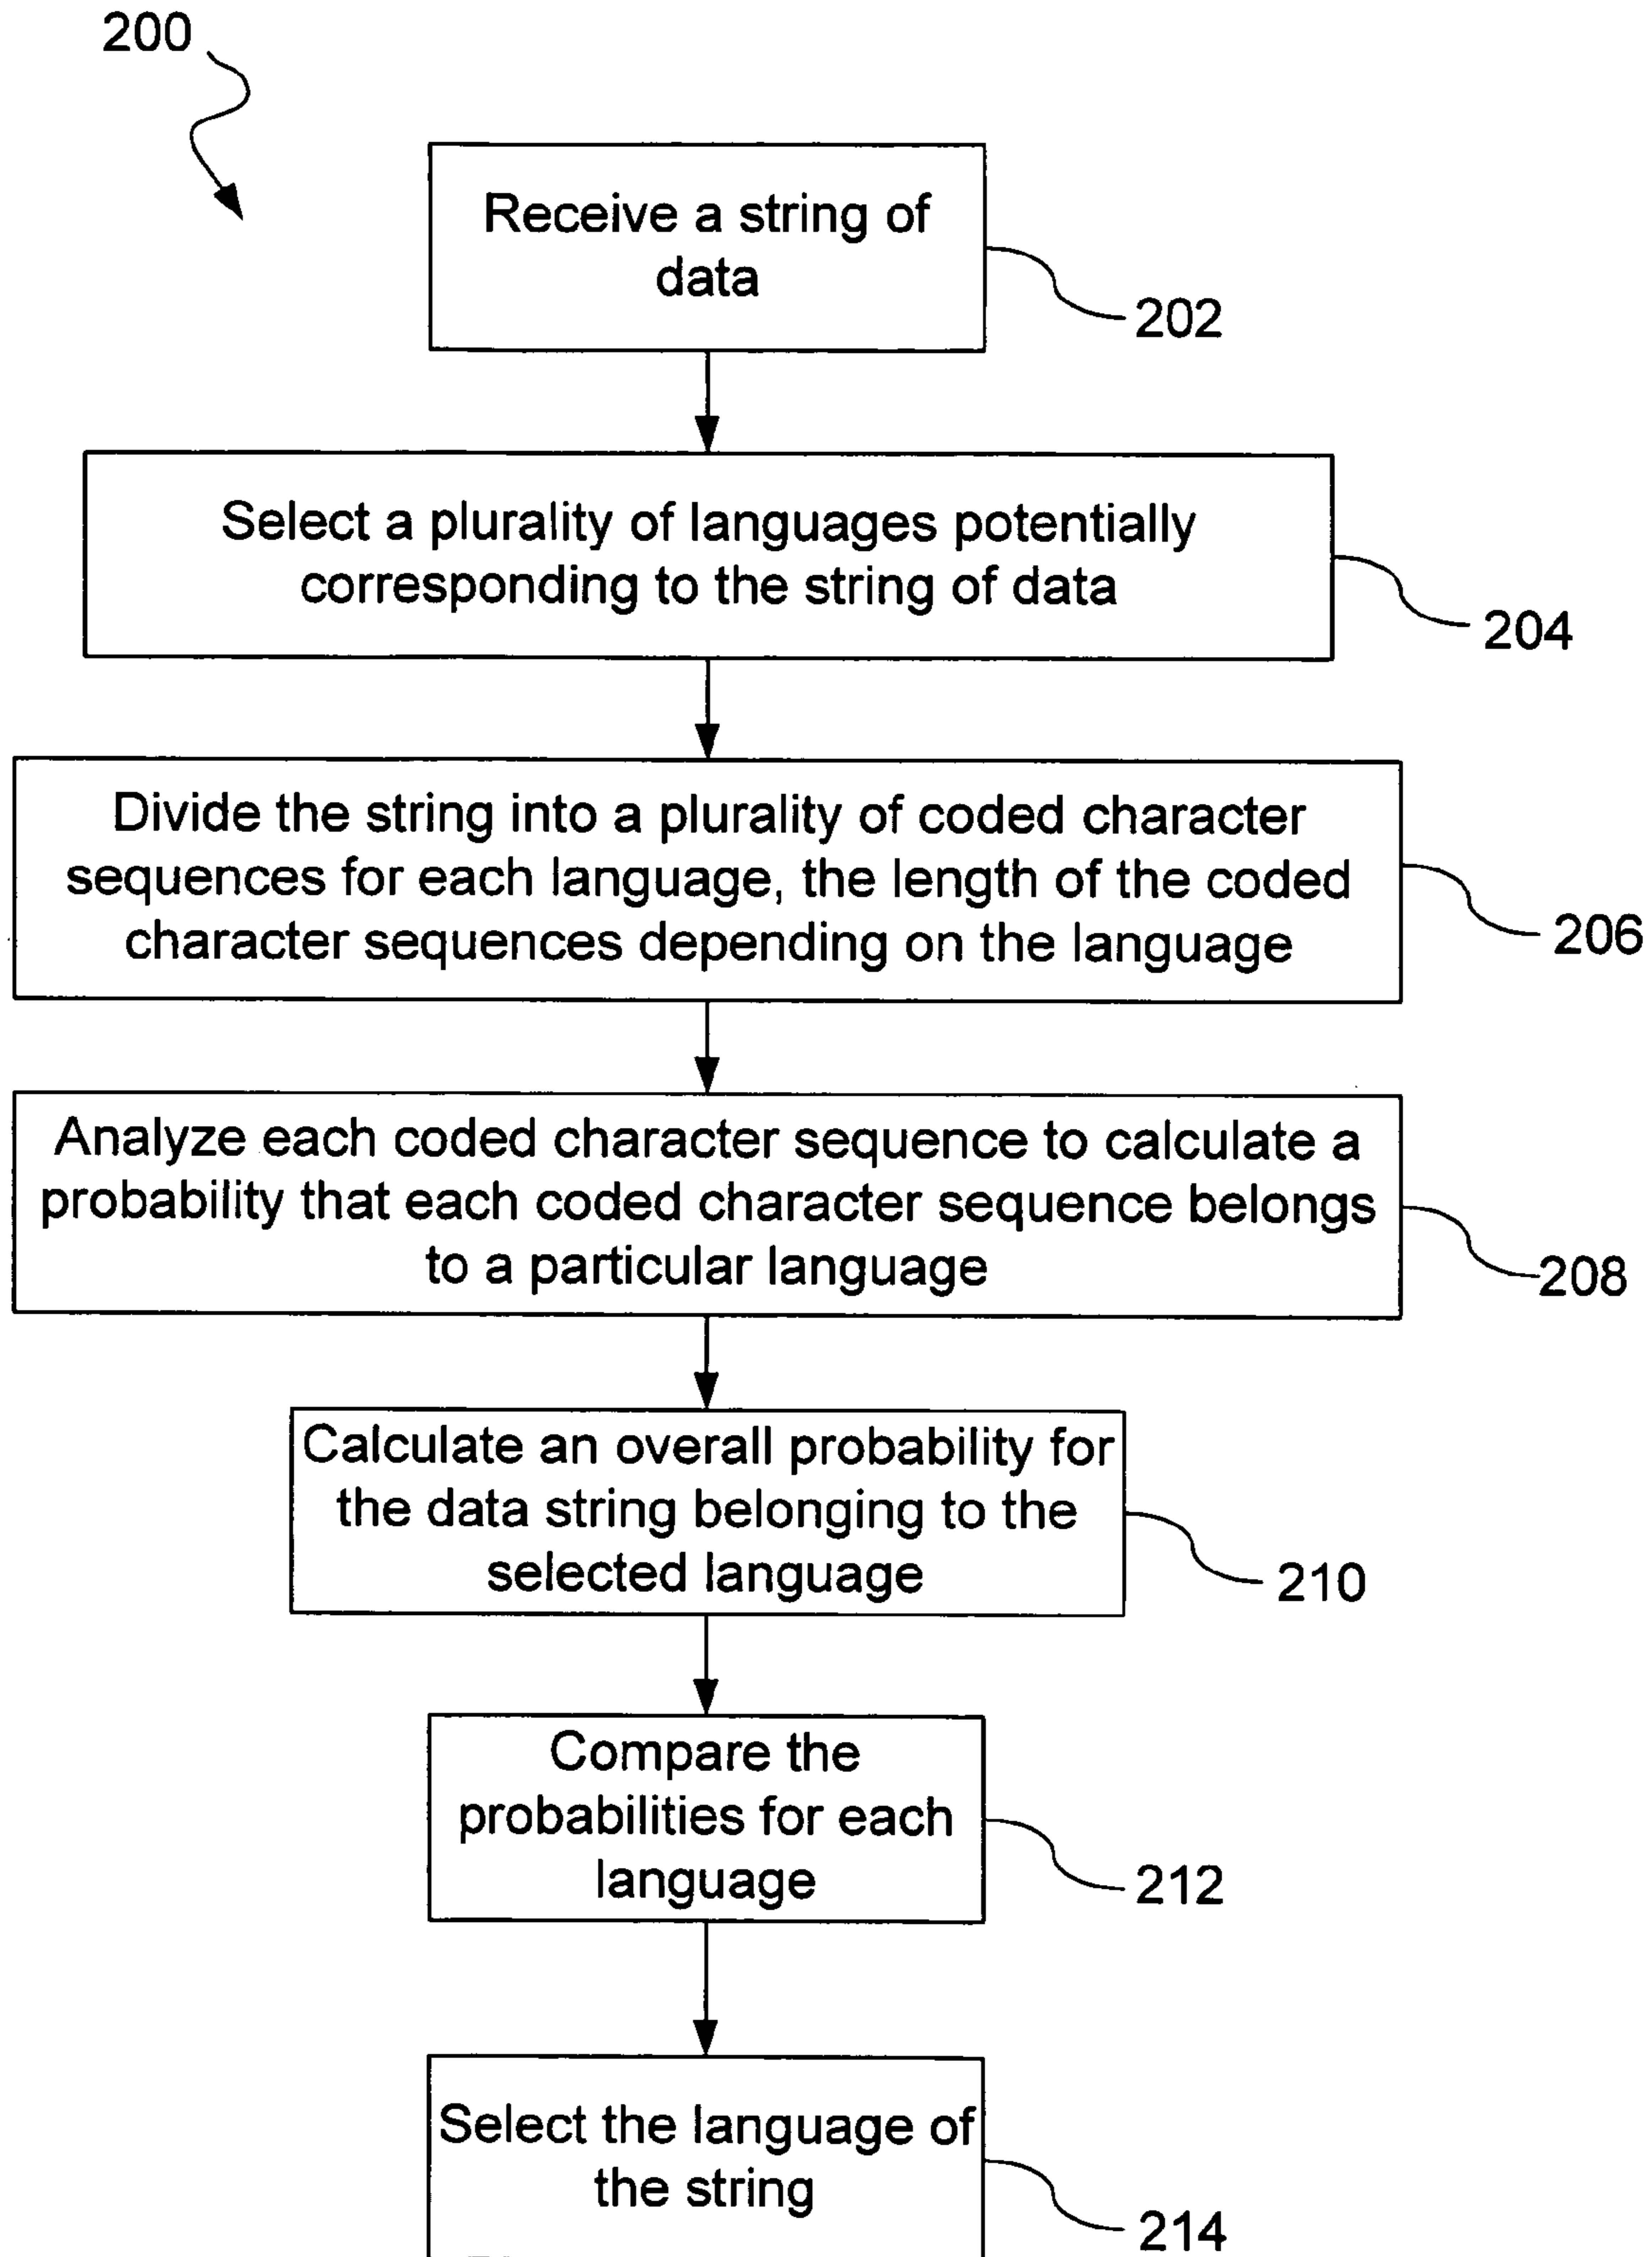 200
Receive a string of
data
202
Select a plurality of languages potentially
corresponding to the string of data
204
Divide the string into a plurality of coded character
sequences for each language, the length of the coded
character sequences depending on the language
206
Analyze each coded character sequence to calculate a
probability that each coded character sequence belongs
to a particular language
208
Calculate an overall probability for
the data string belonging to the
selected language
210
Compare the
probabilities for each
language
212
Select the language of
the string
214